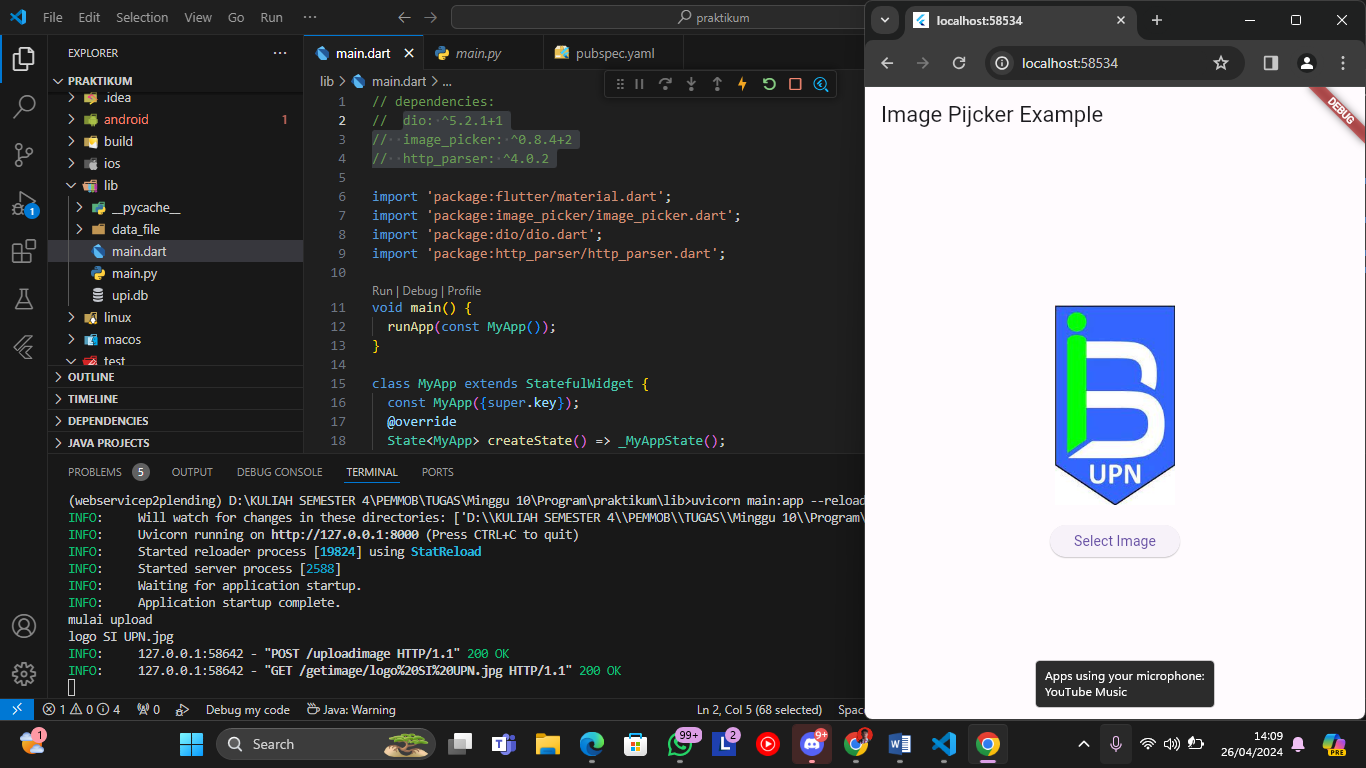 File Edit Selection View Go Run ··· praktikum
EXPLORER ···
PRAKTIKUM
.idea
android 1
build
ios
lib
__pycache__
data_file
main.dart
main.py
upi.db
linux
macos
test
OUTLINE
TIMELINE
DEPENDENCIES
JAVA PROJECTS
1
main.dart main.py pubspec.yaml
lib > main.dart > ...
1 // dependencies:
2 // dio: ^5.2.1+1
3 // image_picker: ^0.8.4+2
4 // http_parser: ^4.0.2
5
6 import 'package:flutter/material.dart';
7 import 'package:image_picker/image_picker.dart';
8 import 'package:dio/dio.dart';
9 import 'package:http_parser/http_parser.dart';
10
Run | Debug | Profile
11 void main() {
12 runApp(const MyApp());
13 }
14
15 class MyApp extends StatefulWidget {
16 const MyApp({super.key});
17 @override
18 State<MyApp> createState() => _MyAppState();
PROBLEMS 5 OUTPUT DEBUG CONSOLE TERMINAL PORTS
(webservicep2plending) D:\KULIAH SEMESTER 4\PEMMOB\TUGAS\Minggu 10\Program\praktikum\lib>uvicorn main:app --reload
INFO: Will watch for changes in these directories: ['D:\\KULIAH SEMESTER 4\\PEMMOB\\TUGAS\\Minggu 10\\Program\
INFO: Uvicorn running on http://127.0.0.1:8000 (Press CTRL+C to quit)
INFO: Started reloader process [19824] using StatReload
INFO: Started server process [2588]
INFO: Waiting for application startup.
INFO: Application startup complete.
mulai upload
logo SI UPN.jpg
INFO: 127.0.0.1:58642 - "POST /uploadimage HTTP/1.1" 200 OK
INFO: 127.0.0.1:58642 - "GET /getimage/logo%20SI%20UPN.jpg HTTP/1.1" 200 OK
1 0 4 0 Debug my code Java: Warning Ln 2, Col 5 (68 selected) Spac
localhost:58534
localhost:58534
Image Pijcker Example
DEBUG
UPN
Select Image
Apps using your microphone:
YouTube Music
1 Search 99+ 2 9+ 14:09
26/04/2024
PRE